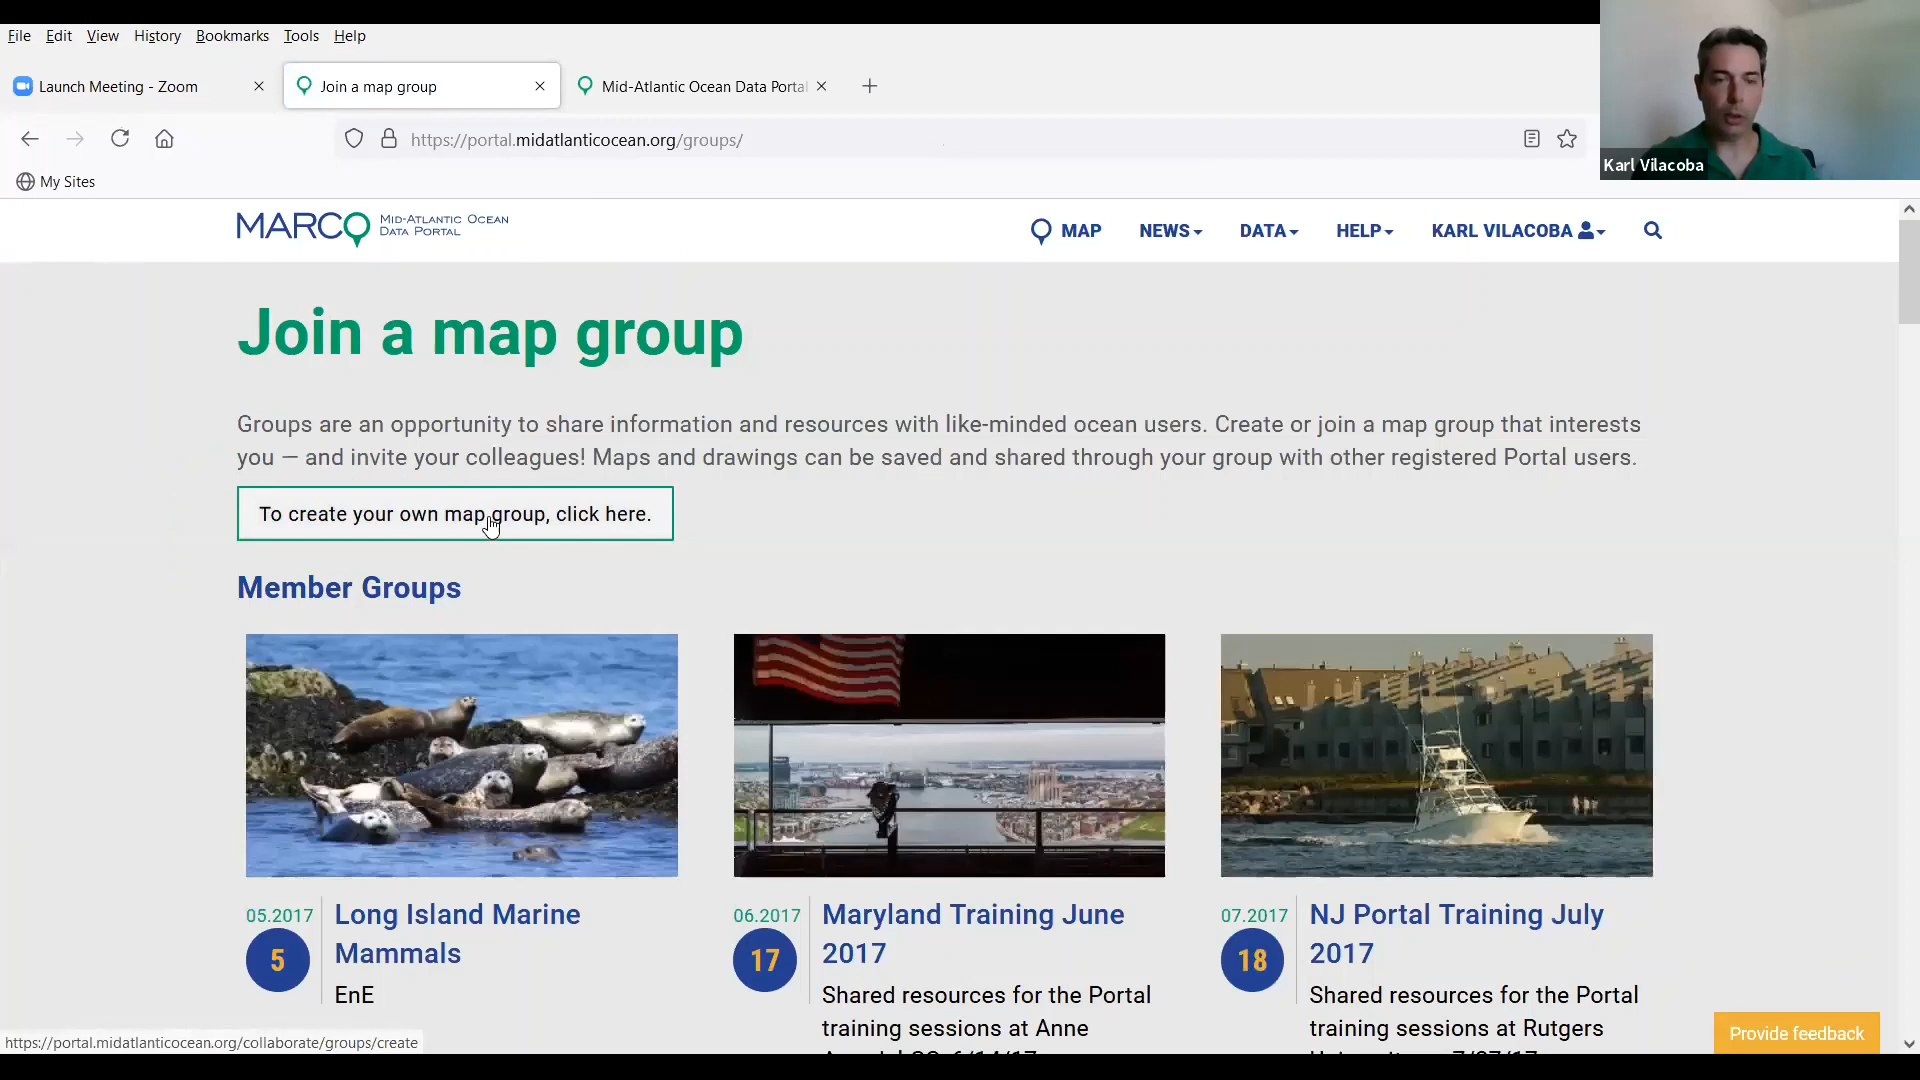 File Edit View History Bookmarks Tools Help
Launch Meeting - Zoom
Join a map group
Mid-Atlantic Ocean Data Portal
https://portal.midatlanticocean.org/groups/
Karl Vilacoba
My Sites
MARCO MID-ATLANTIC OCEAN
DATA PORTAL
MAP NEWS DATA HELP KARL VILACOBA
Join a map group
Groups are an opportunity to share information and resources with like-minded ocean users. Create or join a map group that interests
you — and invite your colleagues! Maps and drawings can be saved and shared through your group with other registered Portal users.
To create your own map group, click here.
Member Groups
05.2017
5
Long Island Marine
Mammals
EnE
06.2017
17
Maryland Training June
2017
Shared resources for the Portal
training sessions at Anne
07.2017
18
NJ Portal Training July
2017
Shared resources for the Portal
training sessions at Rutgers
Provide feedback
https://portal.midatlanticocean.org/collaborate/groups/create